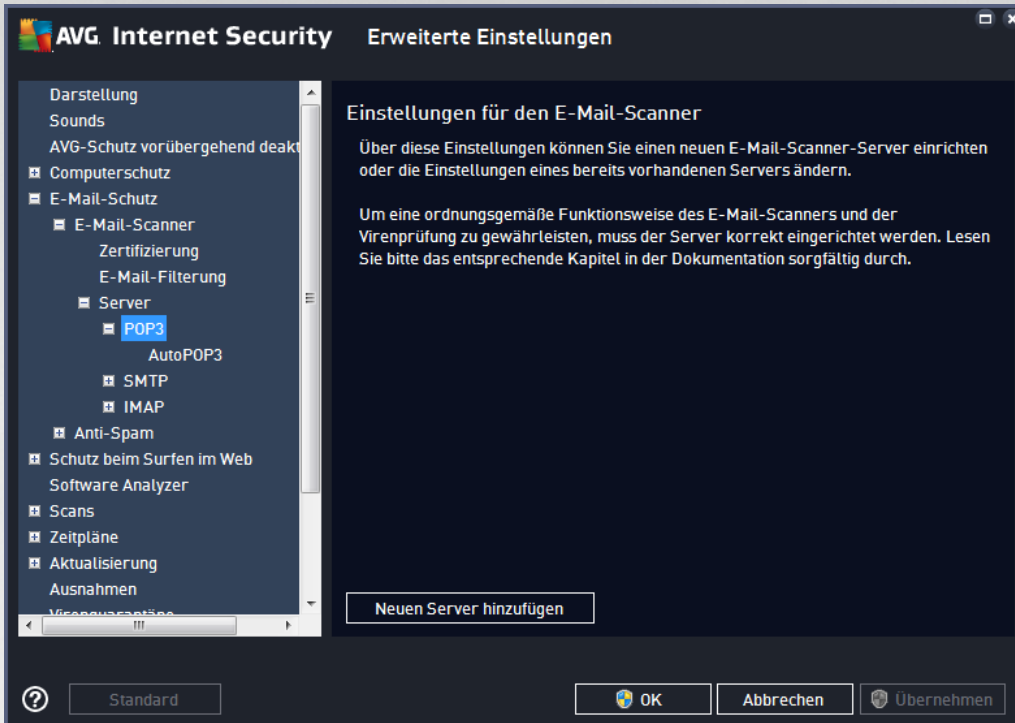 AVG. Internet Security Erweiterte Einstellungen
Darstellung
Sounds
AVG-Schutz vorübergehend deakt
Computerschutz
E-Mail-Schutz
E-Mail-Scanner
Zertifizierung
E-Mail-Filterung
Server
POP3
AutoPOP3
SMTP
IMAP
Anti-Spam
Schutz beim Surfen im Web
Software Analyzer
Scans
Zeitpläne
Aktualisierung
Ausnahmen
Virenquarantäne
Einstellungen für den E-Mail-Scanner
Über diese Einstellungen können Sie einen neuen E-Mail-Scanner-Server einrichten
oder die Einstellungen eines bereits vorhandenen Servers ändern.
Um eine ordnungsgemäße Funktionsweise des E-Mail-Scanners und der
Virenprüfung zu gewährleisten, muss der Server korrekt eingerichtet werden. Lesen
Sie bitte das entsprechende Kapitel in der Dokumentation sorgfältig durch.
Neuen Server hinzufügen
?
Standard
OK
Abbrechen
Übernehmen